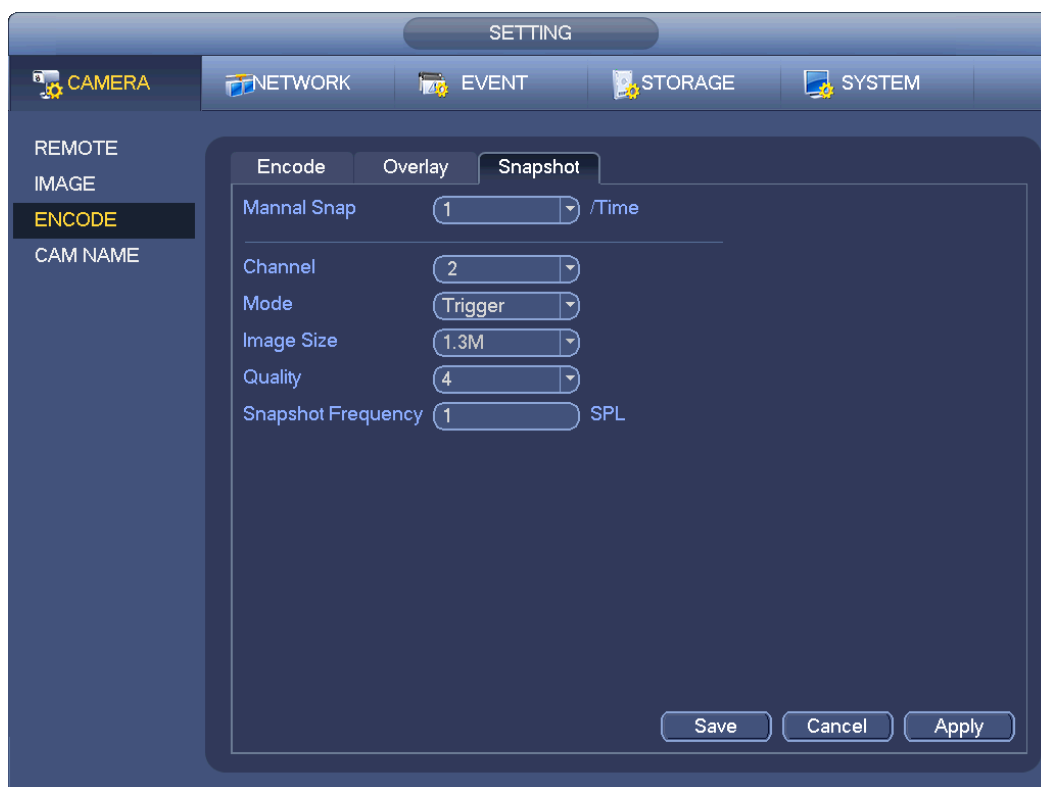 SETTING
CAMERA NETWORK EVENT STORAGE SYSTEM
REMOTE
IMAGE
ENCODE
CAM NAME
Encode Overlay Snapshot
Mannal Snap 1 /Time
Channel 2
Mode Trigger
Image Size 1.3M
Quality 4
Snapshot Frequency 1 SPL
Save Cancel Apply